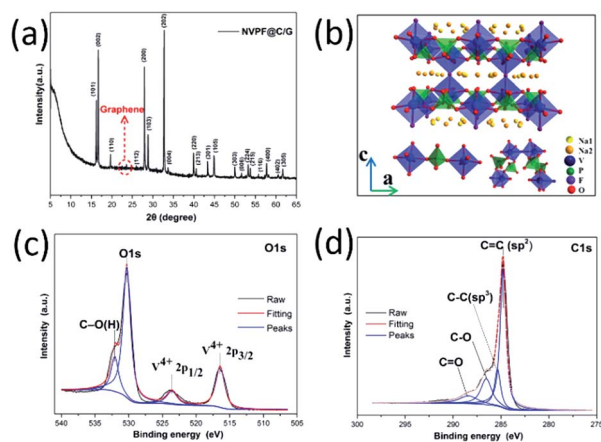 (a)
NVPF@C/G
(002)
(101)
Graphene
(110)
(112)
(200)
(103)
(202)
(004)
(220)
(213)
(301)
(105)
(303)
(006)
(224)
(215)
(116)
(400)
(402)
(305)
Intensity(a.u.)
5 10 15 20 25 30 35 40 45 50 55 60 65
2θ (degree)
(b)
Na1
Na2
V
P
F
O
c
a
(c)
O1s
O1s
C–O(H)
Raw
Fitting
Peaks
V4+ 2p1/2
V4+ 2p3/2
Intensity (a.u.)
540 535 530 525 520 515 510 505
Binding energy (eV)
(d)
C=C (sp2)
C1s
C-C(sp3)
Raw
Fitting
Peaks
C-O
C=O
Intensity (a.u.)
300 295 290 285 280 275
Binding energy (eV)